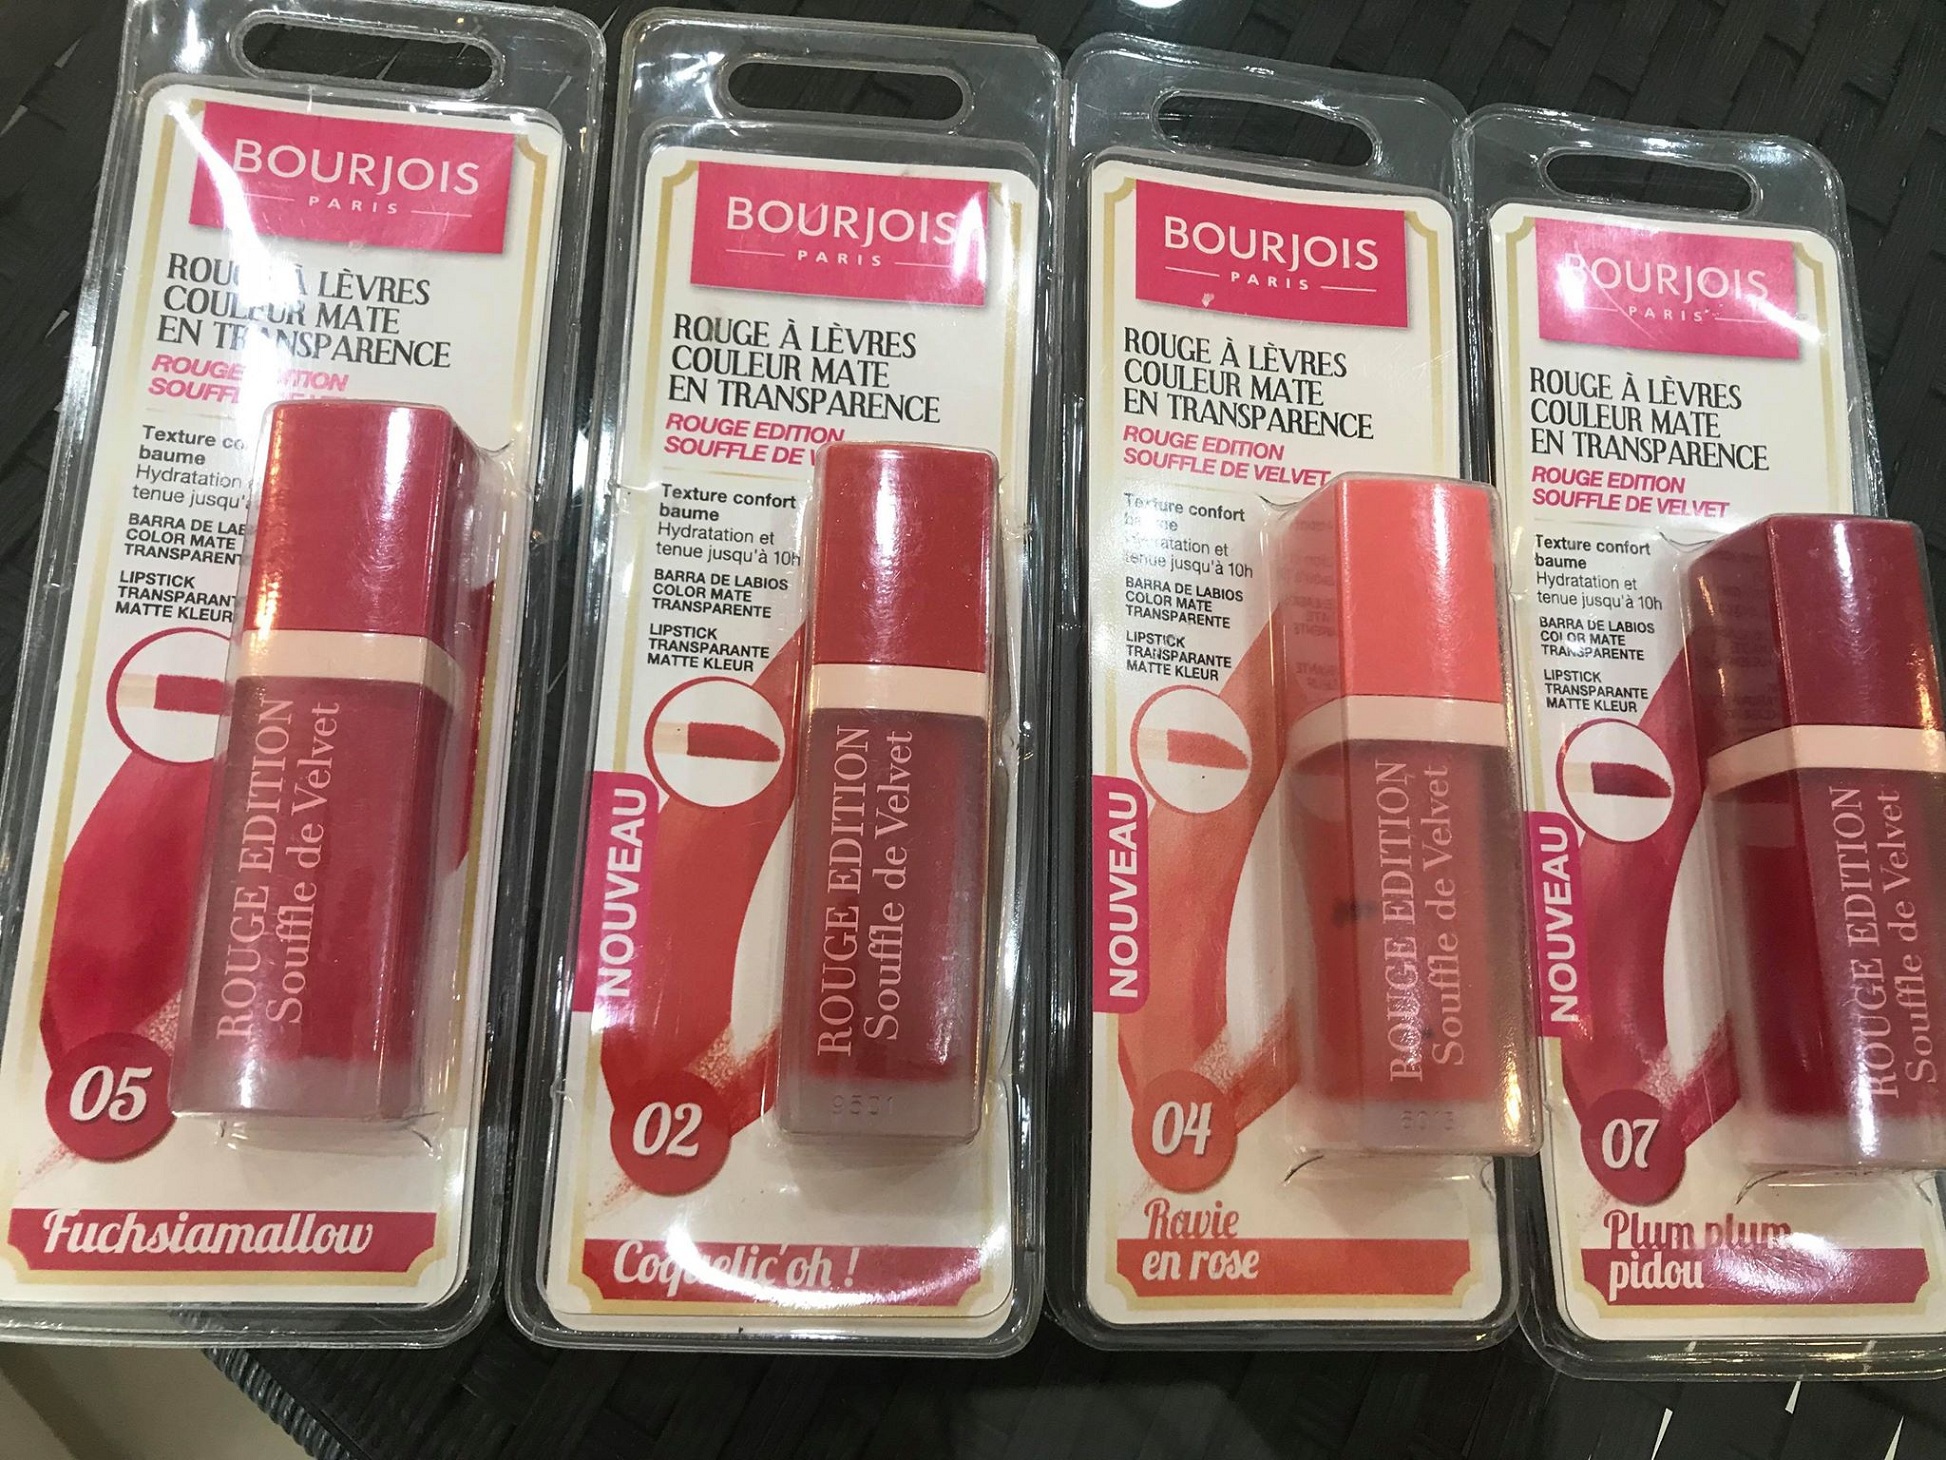 BOURJOIS
PARIS
ROUGE À LÈVRES
COULEUR MATE
EN TRANSPARENCE
ROUGE EDITION
Texture
baume
Hydratation
tenue jusqu'à
BARRA DE
COLOR MATE
LIPSTICK
MATTE KLEUR
ROUGE EDITION
Souffle de Velvet
05
Fuchsiamallow
BOURJOIS
PARIS
ROUGE À LÈVRES
COULEUR MATE
EN TRANSPARENCE
ROUGE EDITION
SOUFFLE DE
Texture confort
baume
Hydratation et
tenue jusqu'à 10h
BARRA DE LABIOS
COLOR MATE
TRANSPARENTE
LIPSTICK
TRANSPARANTE
MATTE KLEUR
NOUVEAU
ROUGE EDITION
Souffle de Velvet
02
Coquelic'oh !
BOURJOIS
PARIS
ROUGE À LÈVRES
COULEUR MATE
EN TRANSPARENCE
ROUGE EDITION
SOUFFLE DE VELVET
Texture confort
baume
Hydratation et
tenue jusqu'à 10h
BARRA DE LABIOS
COLOR MATE
TRANSPARENTE
LIPSTICK
TRANSPARANTE
MATTE KLEUR
NOUVEAU
ROUGE EDITION
Souffle de Velvet
04
Ravie
en rose
BOURJOIS
PARIS
ROUGE À LÈVRES
COULEUR MATE
EN TRANSPARENCE
ROUGE EDITION
SOUFFLE DE VELVET
Texture confort
baume
Hydratation et
tenue jusqu'à 10h
BARRA DE LABIOS
COLOR MATE
TRANSPARENTE
LIPSTICK
TRANSPARANTE
MATTE KLEUR
NOUVEAU
ROUGE EDITION
Souffle de Velvet
07
Plum plum
pidou